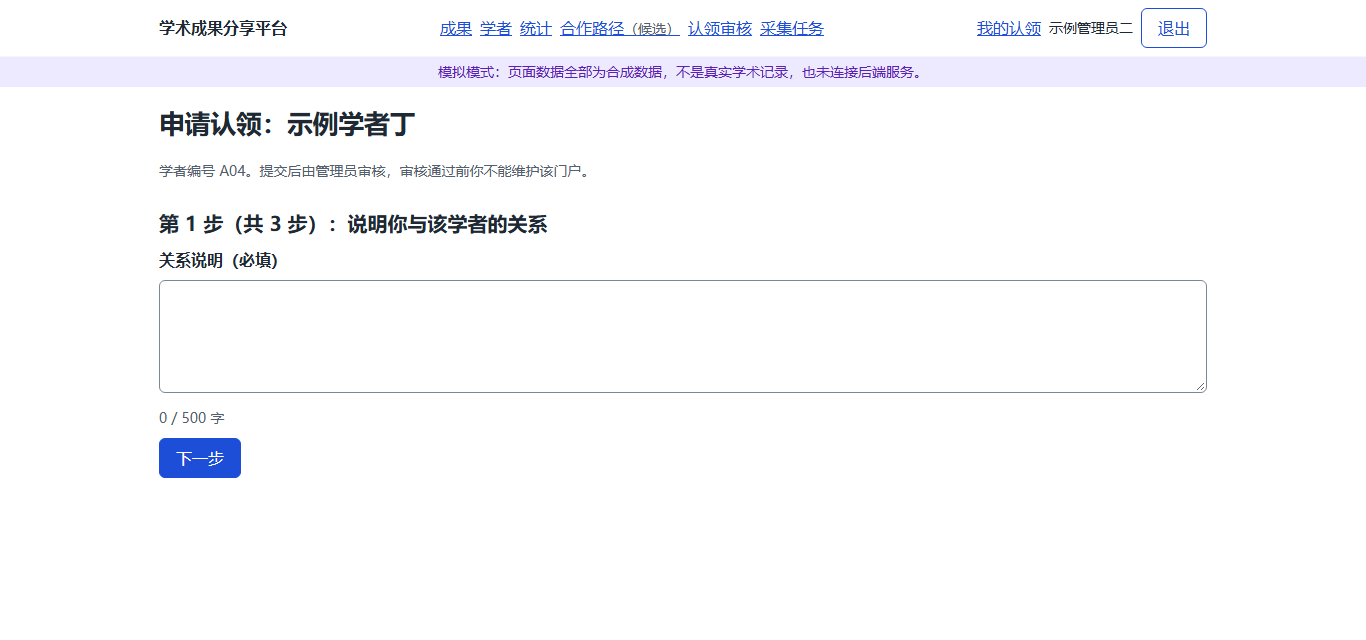 学术成果分享平台
成果 学者 统计 合作路径（候选） 认领审核 采集任务
我的认领 示例管理员二 退出
模拟模式：页面数据全部为合成数据，不是真实学术记录，也未连接后端服务。
申请认领：示例学者丁
学者编号 A04。提交后由管理员审核，审核通过前你不能维护该门户。
第 1 步（共 3 步）：说明你与该学者的关系
关系说明（必填）
0 / 500 字
下一步